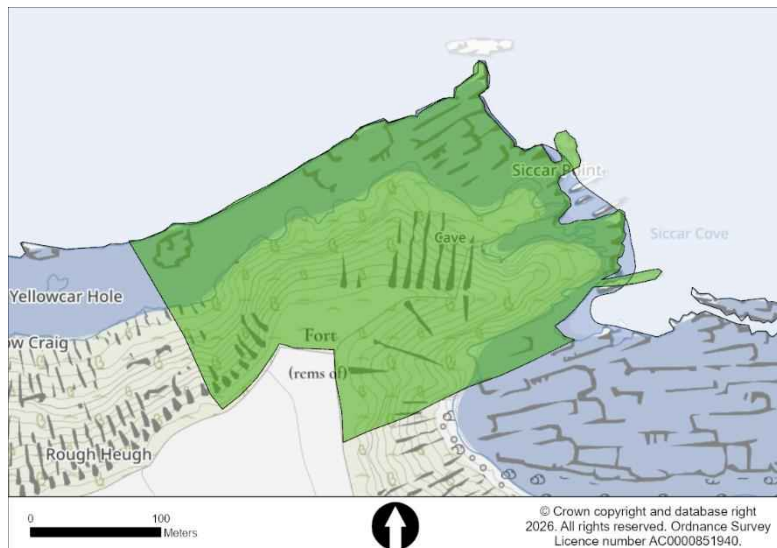 Siccar Point
Siccar Cove
Cave
Yellowcar Hole
Fort
ow Craig
(rems of)
Rough Heugh
0 100
Meters
© Crown copyright and database right
2026. All rights reserved. Ordnance Survey
Licence number AC0000851940.